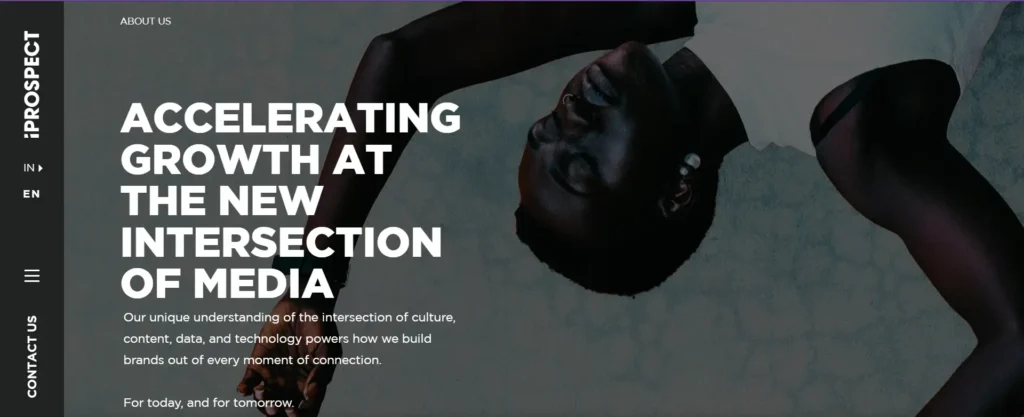 ABOUT US
iPROSPECT
IN
EN
CONTACT US
ACCELERATING
GROWTH AT
THE NEW
INTERSECTION
OF MEDIA
Our unique understanding of the intersection of culture,
content, data, and technology powers how we build
brands out of every moment of connection.
For today, and for tomorrow.